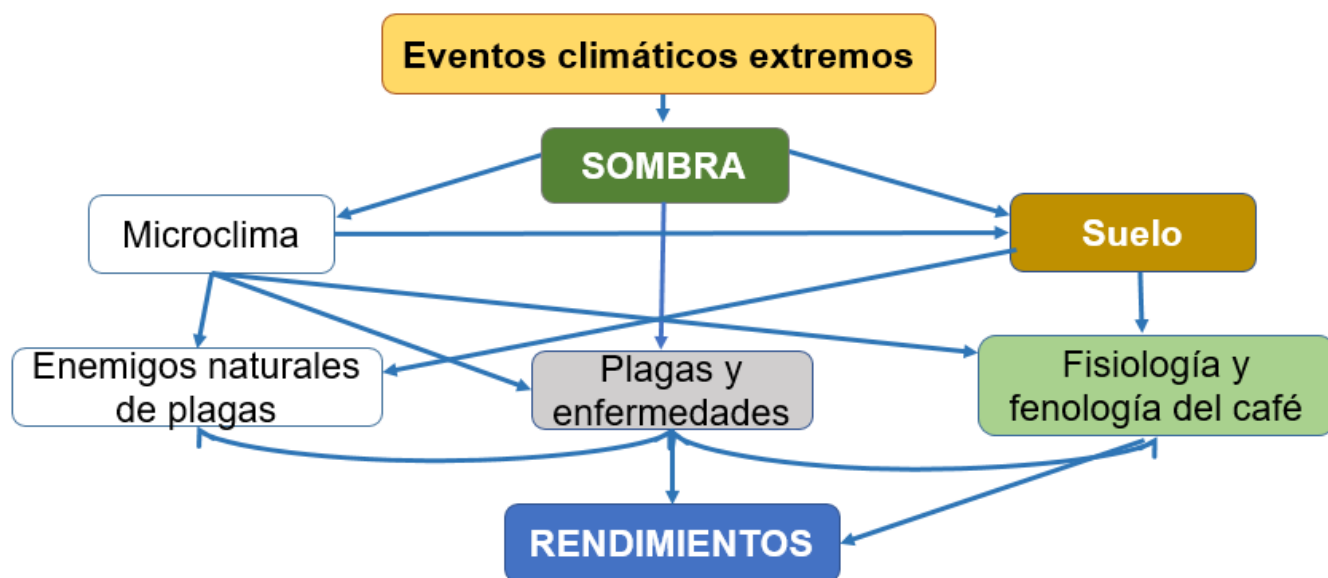 Eventos climáticos extremos
SOMBRA
Microclima
Suelo
Enemigos naturales
de plagas
Plagas y
enfermedades
Fisiología y
fenología del café
RENDIMIENTOS